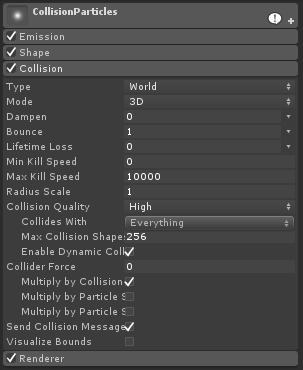 CollisionParticles
Emission
Shape
Collision
Type World
Mode 3D
Dampen 0
Bounce 1
Lifetime Loss 0
Min Kill Speed 0
Max Kill Speed 10000
Radius Scale 1
Collision Quality High
Collides With Everything
Max Collision Shape 256
Enable Dynamic Coll
Collider Force 0
Multiply by Collision
Multiply by Particle S
Multiply by Particle S
Send Collision Message
Visualize Bounds
Renderer